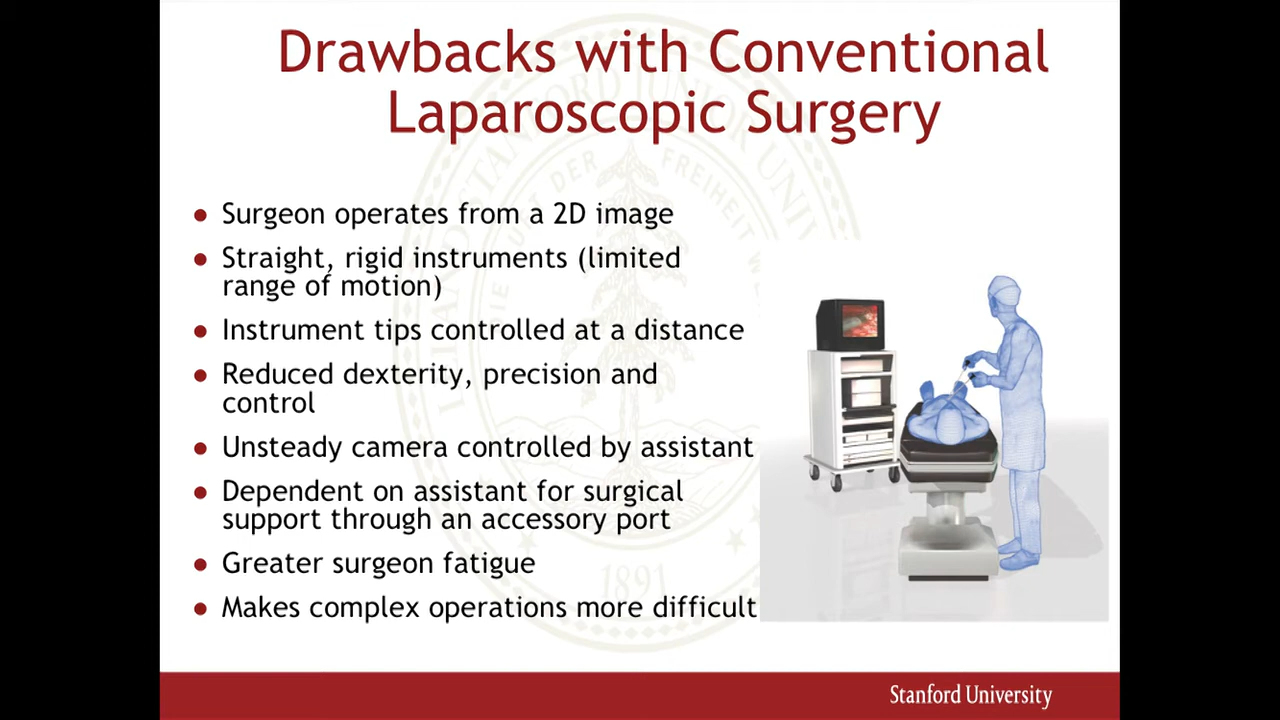 Drawbacks with Conventional
Laparoscopic Surgery
● Surgeon operates from a 2D image
● Straight, rigid instruments (limited
range of motion)
● Instrument tips controlled at a distance
● Reduced dexterity, precision and
control
● Unsteady camera controlled by assistant
● Dependent on assistant for surgical
support through an accessory port
● Greater surgeon fatigue
● Makes complex operations more difficult
1891
Stanford University